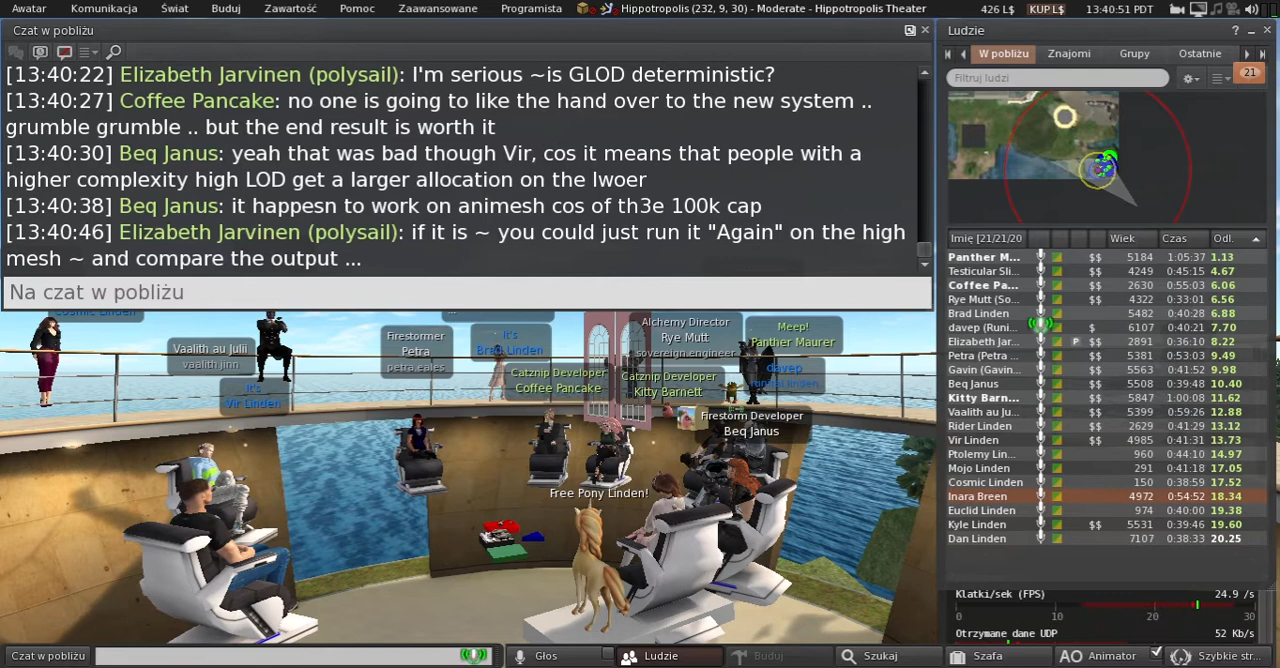 Awatar Komunikacja Świat Buduj Zawartość Pomoc Zaawansowane Programista Hippotropolis (232, 9, 30) - Moderate - Hippotropolis Theater 426 L$ KUP L$ 13:40:51 PDT
Czat w pobliżu
[13:40:22] Elizabeth Jarvinen (polysail): I'm serious ~is GLOD deterministic?
[13:40:27] Coffee Pancake: no one is going to like the hand over to the new system ..
grumble grumble .. but the end result is worth it
[13:40:30] Beq Janus: yeah that was bad though Vir, cos it means that people with a
higher complexity high LOD get a larger allocation on the lwoer
[13:40:38] Beq Janus: it happesn to work on animesh cos of th3e 100k cap
[13:40:46] Elizabeth Jarvinen (polysail): if it is ~ you could just run it "Again" on the high
mesh ~ and compare the output ...
Na czat w pobliżu
Cosmic Linden
Vaalith au Julii
vaalith.jinn
It's
Vir Linden
Firestormer
Petra
petra.eales
...
It's
Brad Linden
Catznip Developer
Coffee Pancake
Alchemy Director
Rye Mutt
sovereign.engineer
Catznip Developer
Kitty Barnett
Meep!
Panther Maurer
davep
Firestorm Developer
Beq Janus
Free Pony Linden!
Ludzie
W pobliżu Znajomi Grupy Ostatnie
21
Filtruj ludzi
Imię [21/21/20 Wiek Czas Odl.
Panther M... $$ 5184 1:05:37 1.13
Testicular Sli... $$ 4249 0:45:15 4.67
Coffee Pa... $$ 2630 0:55:03 6.06
Rye Mutt (So... $$ 4322 0:33:01 6.56
Brad Linden 5482 0:40:28 6.88
davep (Runi... $ 6107 0:40:21 7.70
Elizabeth Jar... P $$ 2891 0:36:10 8.22
Petra (Petra ... $$ 5381 0:53:03 9.49
Gavin (Gavin... $$ 5563 0:41:52 9.98
Beq Janus $$ 5508 0:39:48 10.40
Kitty Barn... $$ 5847 1:00:08 11.62
Vaalith au Ju... $$ 5399 0:59:26 12.88
Rider Linden $$ 2629 0:41:29 13.12
Vir Linden $$ 4985 0:41:31 13.73
Ptolemy Lin... 960 0:44:10 14.97
Mojo Linden 291 0:41:18 17.05
Cosmic Linden 150 0:38:59 17.52
Inara Breen 4972 0:54:52 18.34
Euclid Linden 974 0:40:00 19.38
Kyle Linden $$ 5531 0:39:46 19.60
Dan Linden 7107 0:38:33 20.25
Klatki/sek (FPS) 24.9 /s
0 10 20 30
Otrzymane dane UDP 52 Kb/s
Czat w pobliżu Głos Ludzie Buduj Szukaj Szafa AO Animator Szybkie str...